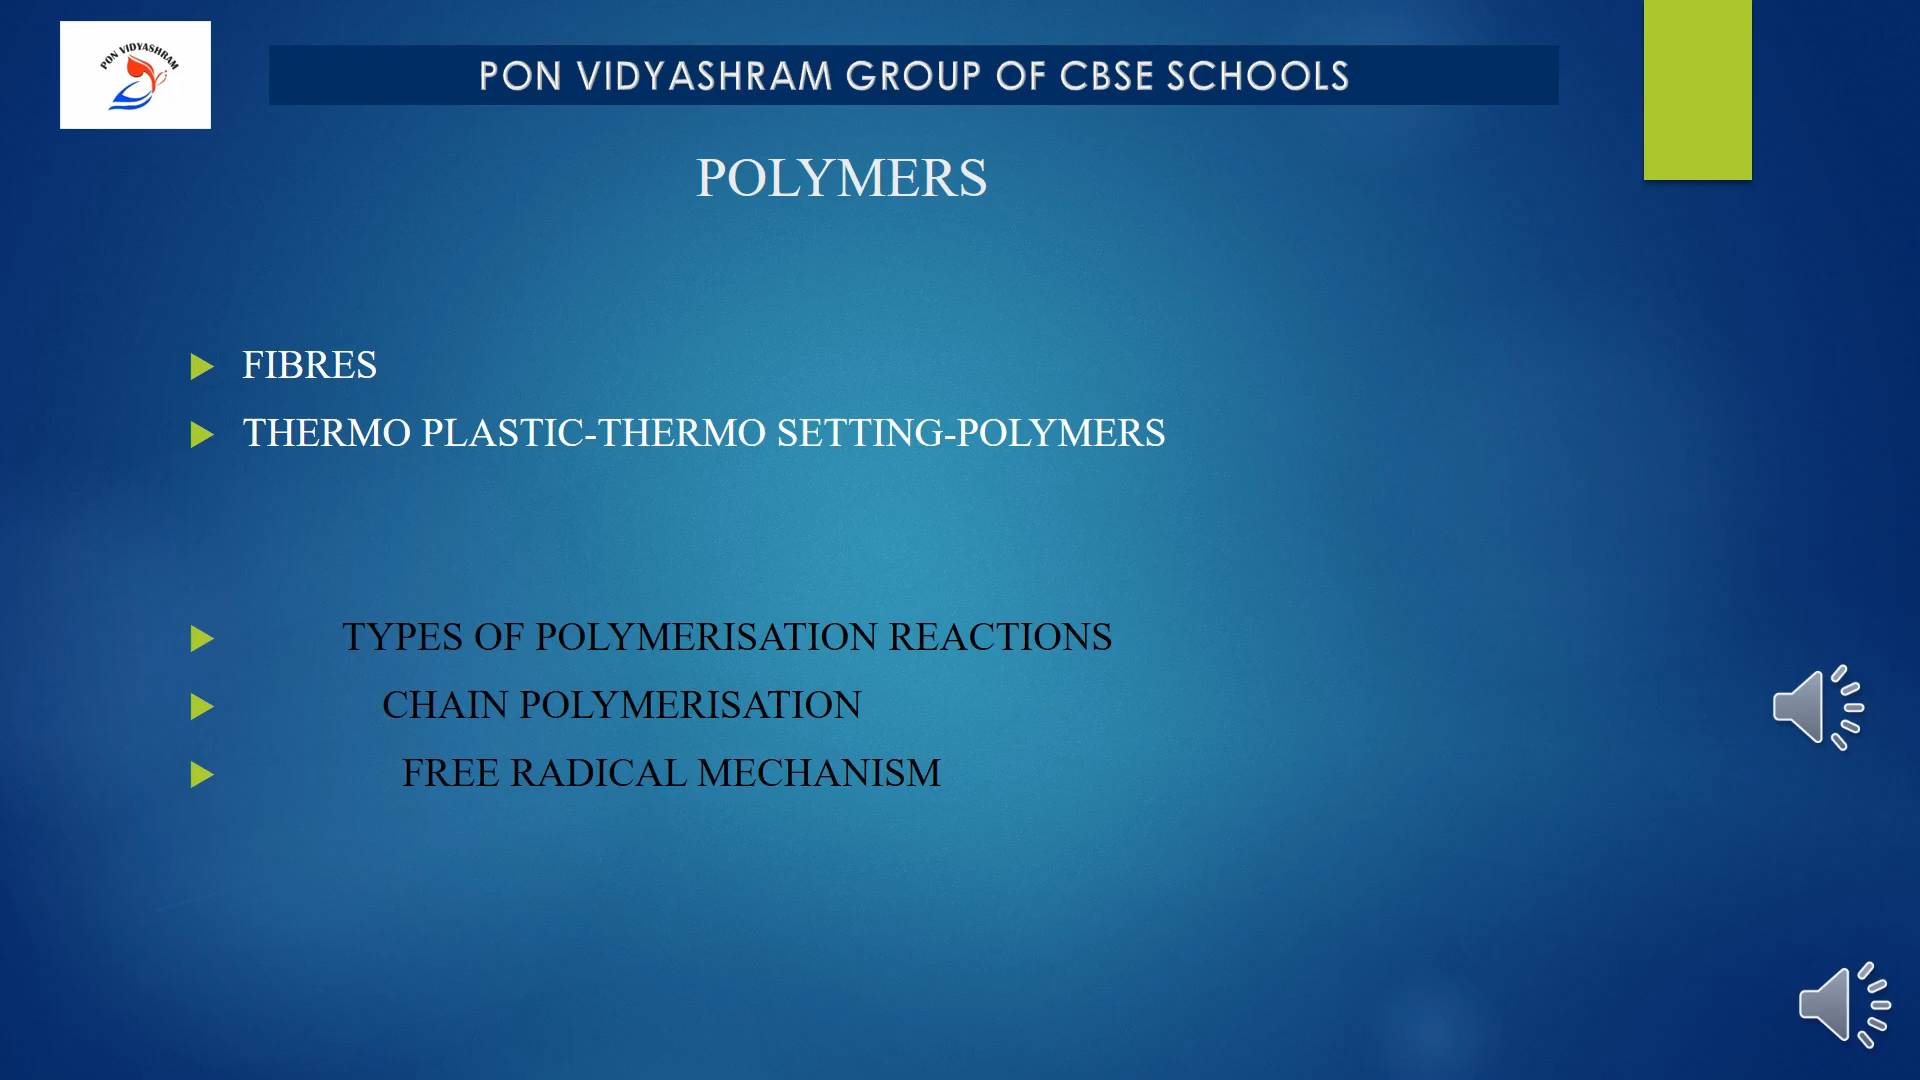 PON VIDYASHRAM
PON VIDYASHRAM GROUP OF CBSE SCHOOLS
POLYMERS
FIBRES
THERMO PLASTIC-THERMO SETTING-POLYMERS
TYPES OF POLYMERISATION REACTIONS
CHAIN POLYMERISATION
FREE RADICAL MECHANISM